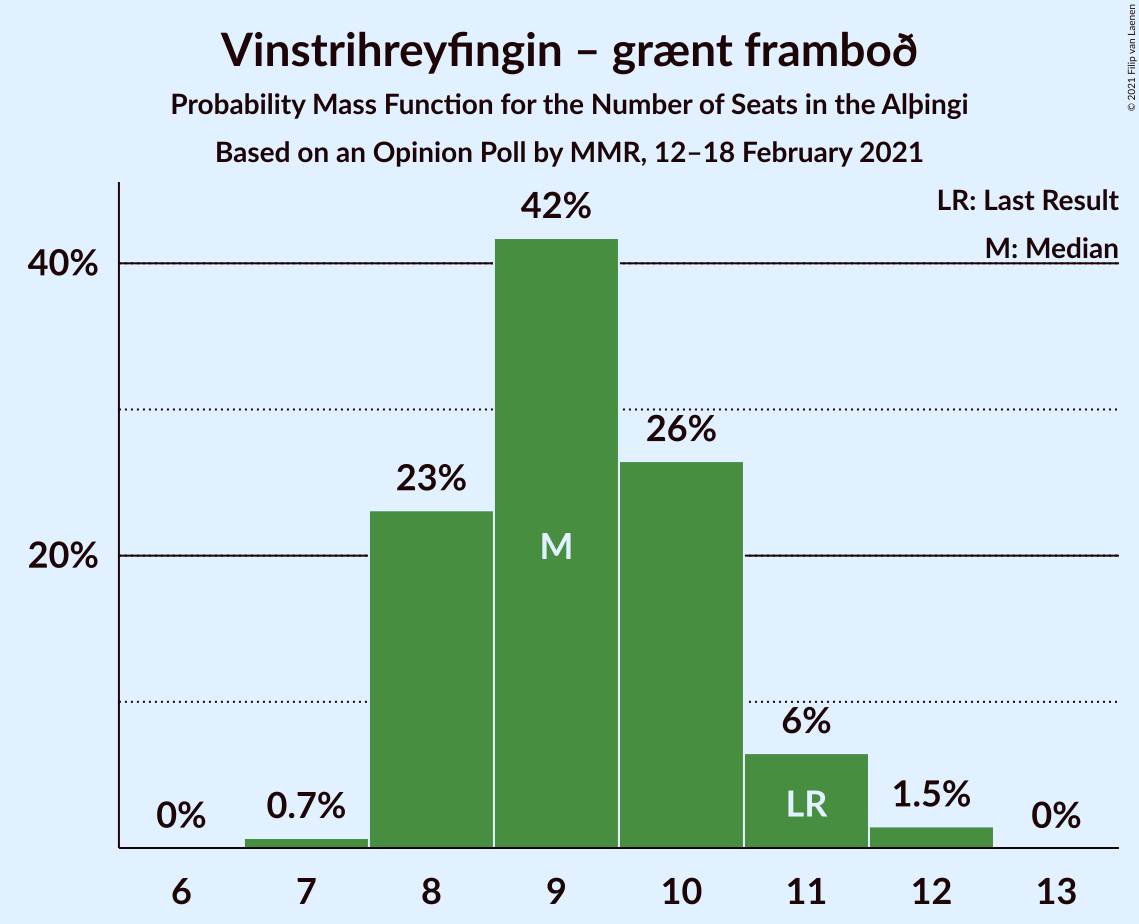 Vinstrihreyfingin – grænt framboð
Probability Mass Function for the Number of Seats in the Alþingi
Based on an Opinion Poll by MMR, 12–18 February 2021
© 2021 Filip van Laenen
LR: Last Result
M: Median
40%
20%
0%
0.7%
23%
42%
26%
6%
1.5%
0%
M
LR
6 7 8 9 10 11 12 13